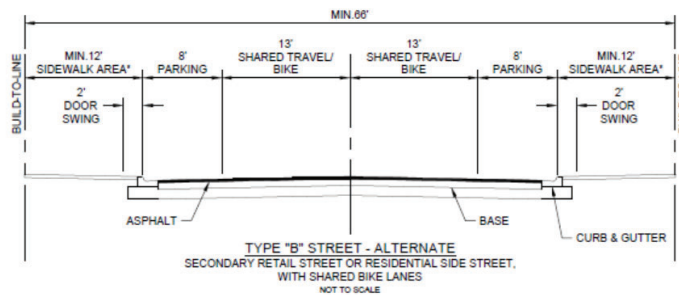 MIN.66'
MIN.12'
SIDEWALK AREA*
8'
PARKING
13'
SHARED TRAVEL/
BIKE
13'
SHARED TRAVEL/
BIKE
8'
PARKING
MIN.12'
SIDEWALK AREA*
2'
DOOR
SWING
2'
DOOR
SWING
BUILD-TO-LINE
ASPHALT
BASE
CURB & GUTTER
TYPE "B" STREET - ALTERNATE
SECONDARY RETAIL STREET OR RESIDENTIAL SIDE STREET,
WITH SHARED BIKE LANES
NOT TO SCALE